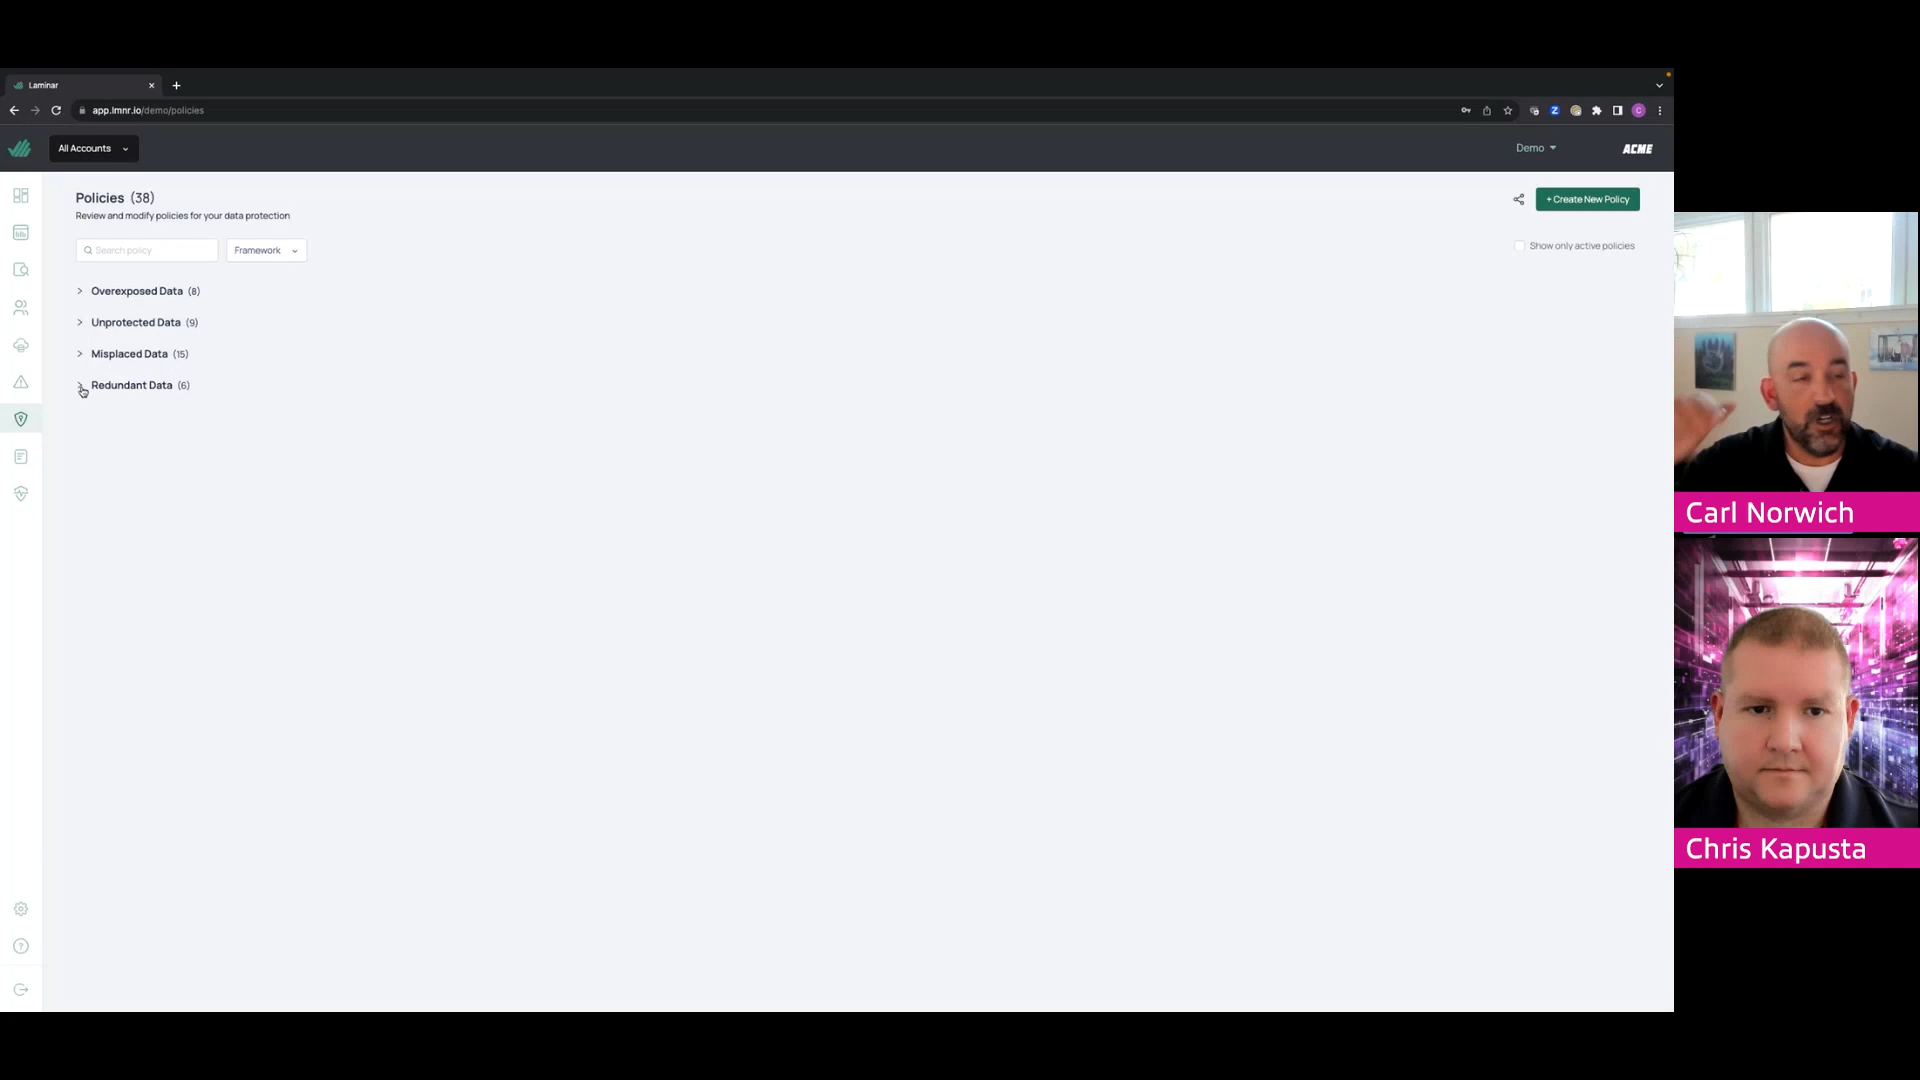 Laminar
app.lmnr.io/demo/policies
All Accounts
Demo
ACME
Policies (38)
Review and modify policies for your data protection
+ Create New Policy
Search policy
Framework
Show only active policies
Overexposed Data (8)
Unprotected Data (9)
Misplaced Data (15)
Redundant Data (6)
Carl Norwich
Chris Kapusta